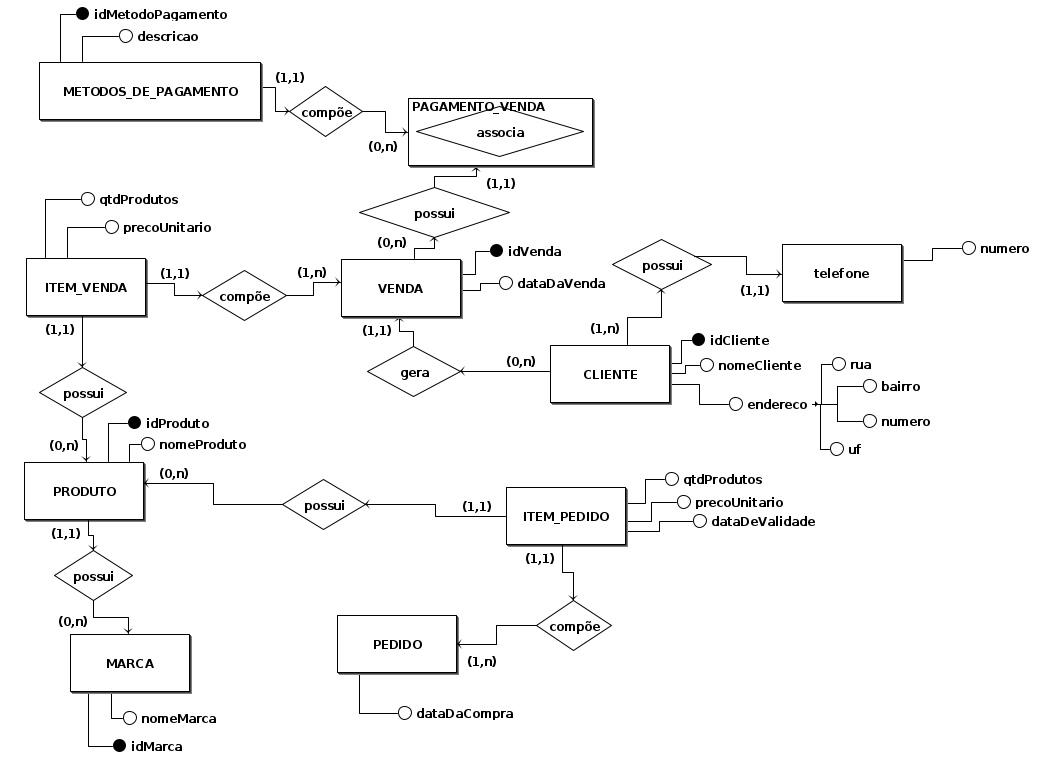 idMetodoPagamento
descricao
METODOS_DE_PAGAMENTO
(1,1)
compõe
(0,n)
PAGAMENTO_VENDA
associa
(1,1)
possui
(0,n)
qtdProdutos
precoUnitario
ITEM_VENDA
(1,1)
compõe
(1,n)
VENDA
idVenda
dataDaVenda
possui
telefone
numero
(1,1)
(1,n)
(1,1)
(1,1)
gera
(0,n)
CLIENTE
idCliente
nomeCliente
endereco
rua
bairro
numero
uf
possui
(0,n)
idProduto
nomeProduto
PRODUTO
(0,n)
possui
(1,1)
ITEM_PEDIDO
qtdProdutos
precoUnitario
dataDeValidade
(1,1)
(1,1)
possui
(0,n)
compõe
PEDIDO
(1,n)
MARCA
dataDaCompra
nomeMarca
idMarca